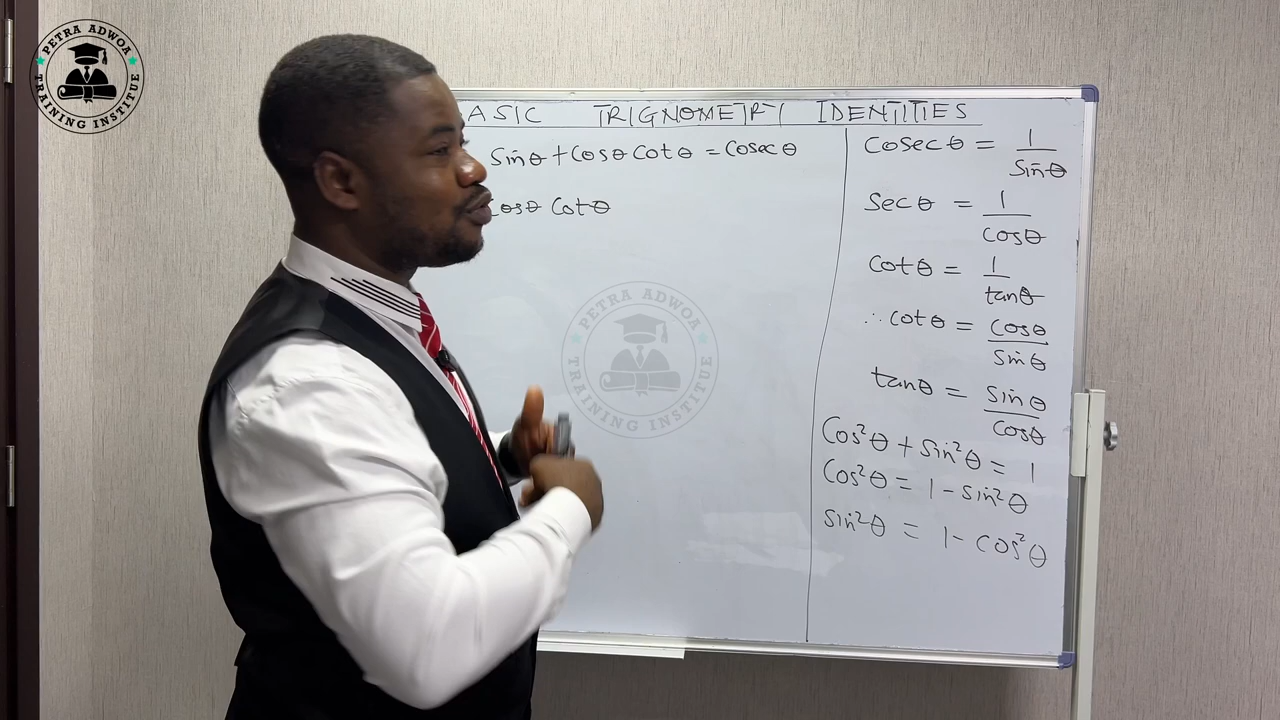 PETRA ADWOA
TRAINING INSTITUE
ASIC TRIGNOMETRY IDENTITIES
Sinθ + Cosθ Cotθ = Cosecθ
Cosθ Cotθ
Cosecθ = 1/Sinθ
Secθ = 1/Cosθ
Cotθ = 1/tanθ
∴ Cotθ = Cosθ/Sinθ
tanθ = Sinθ/Cosθ
Cos²θ + Sin²θ = 1
Cos²θ = 1 - Sin²θ
Sin²θ = 1 - Cos²θ
PETRA ADWOA
TRAINING INSTITUE